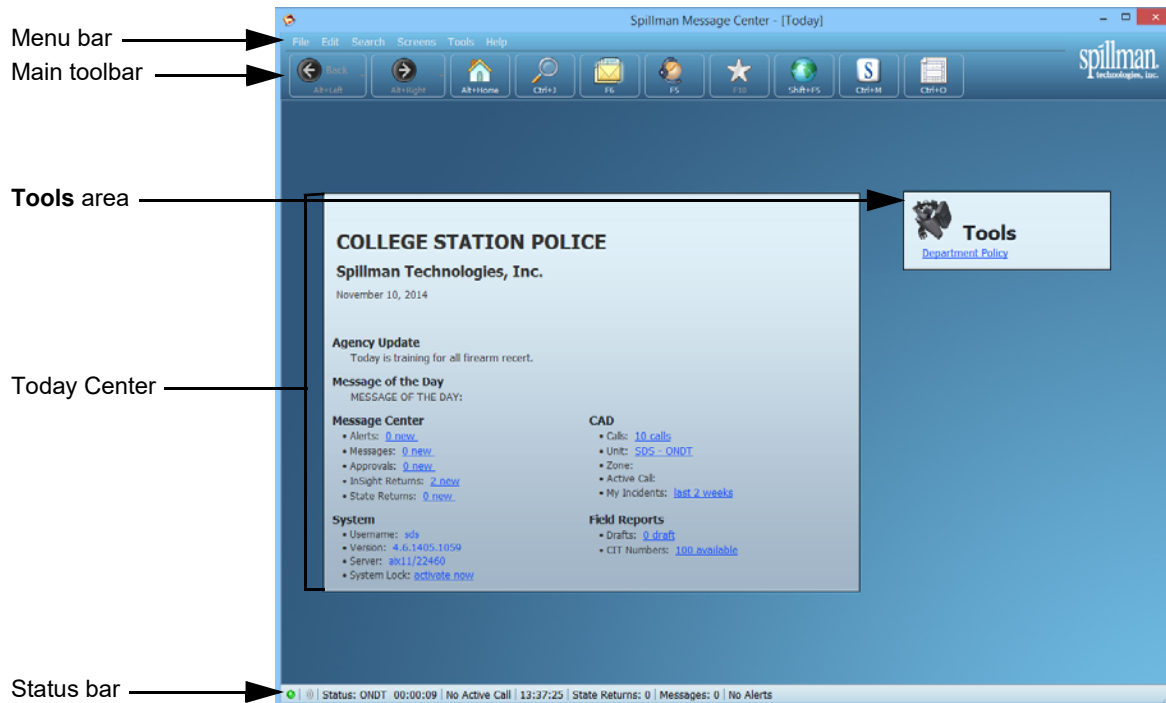 Spillman Message Center - [Today]
Menu bar
File Edit Search Screens Tools Help
spillman.
technologies, inc.
Main toolbar
Back
Alt+Left
Alt+Right
Alt+Home
Ctrl+J
F6
F5
F10
Shift+F5
S
Ctrl+M
Ctrl+O
Tools area
Tools
Department Policy
COLLEGE STATION POLICE
Spillman Technologies, Inc.
November 10, 2014
Agency Update
Today is training for all firearm recert.
Today Center
Message of the Day
MESSAGE OF THE DAY:
Message Center
• Alerts: 0 new
• Messages: 0 new
• Approvals: 0 new
• InSight Returns: 2 new
• State Returns: 0 new
CAD
• Calls: 10 calls
• Unit: SDS - ONDT
• Zone:
• Active Call:
• My Incidents: last 2 weeks
System
• Username: sds
• Version: 4.6.1405.1059
• Server: aix11/22460
• System Lock: activate now
Field Reports
• Drafts: 0 draft
• CIT Numbers: 100 available
Status bar
Status: ONDT 00:00:09 | No Active Call | 13:37:25 | State Returns: 0 | Messages: 0 | No Alerts